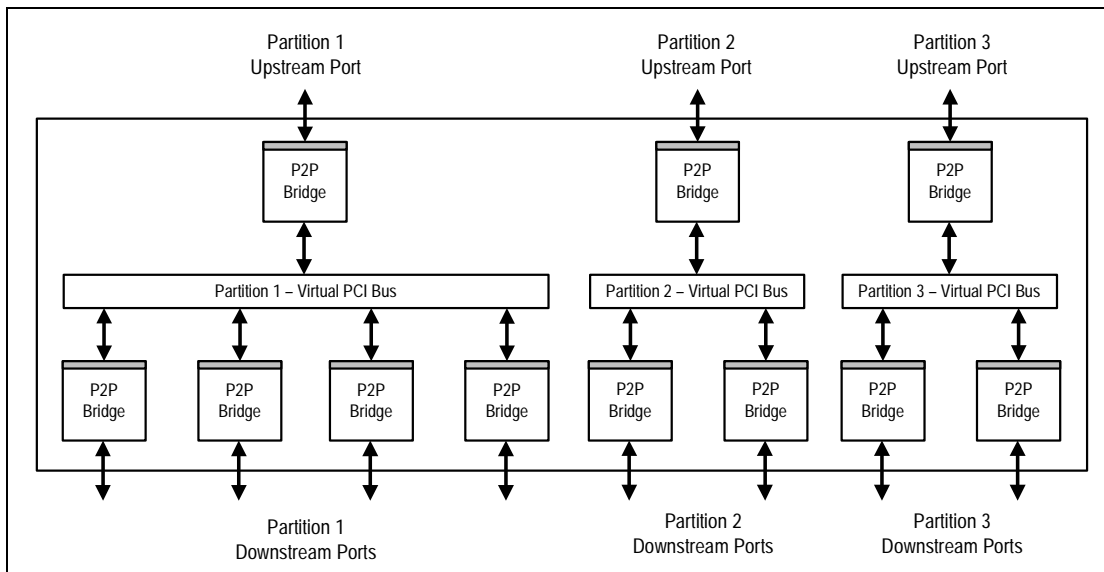 Partition 1
Upstream Port
Partition 2
Upstream Port
Partition 3
Upstream Port
P2P
Bridge
P2P
Bridge
P2P
Bridge
Partition 1 – Virtual PCI Bus
Partition 2 – Virtual PCI Bus
Partition 3 – Virtual PCI Bus
P2P
Bridge
P2P
Bridge
P2P
Bridge
P2P
Bridge
P2P
Bridge
P2P
Bridge
P2P
Bridge
P2P
Bridge
Partition 1
Downstream Ports
Partition 2
Downstream Ports
Partition 3
Downstream Ports